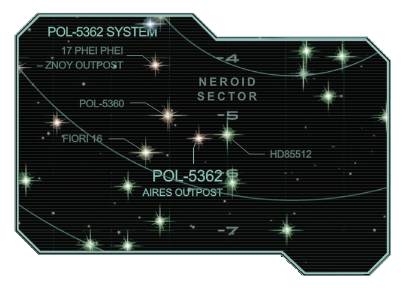 POL-5362 SYSTEM
17 PHEI PHEI
ZNOY OUTPOST
-4
NEROID
SECTOR
POL-5360
-5
FIORI 16
HD85512
POL-5362
-6
AIRES OUTPOST
-7